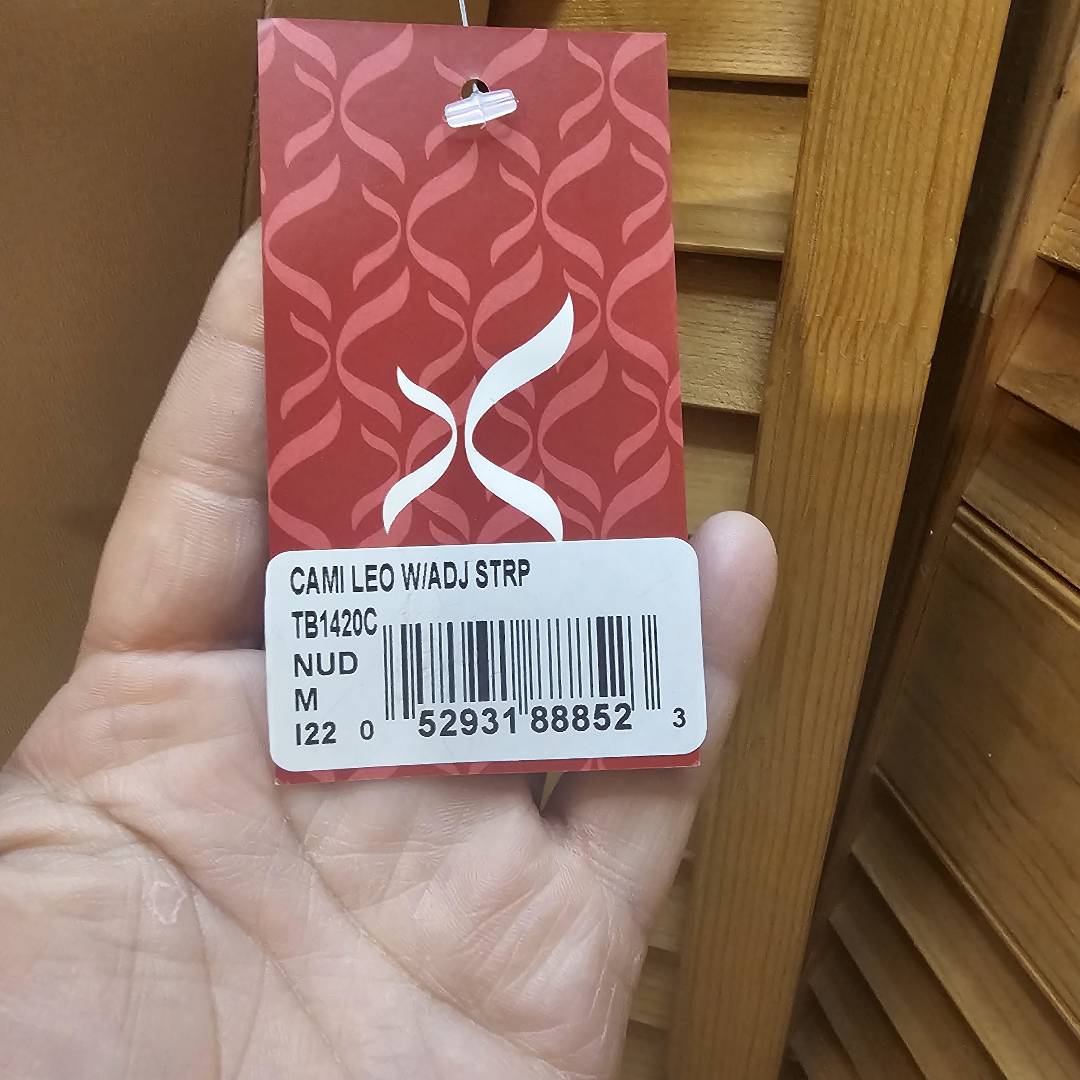 CAMI LEO W/ADJ STRP
TB1420C
NUD
M
I22 0 52931 88852 3